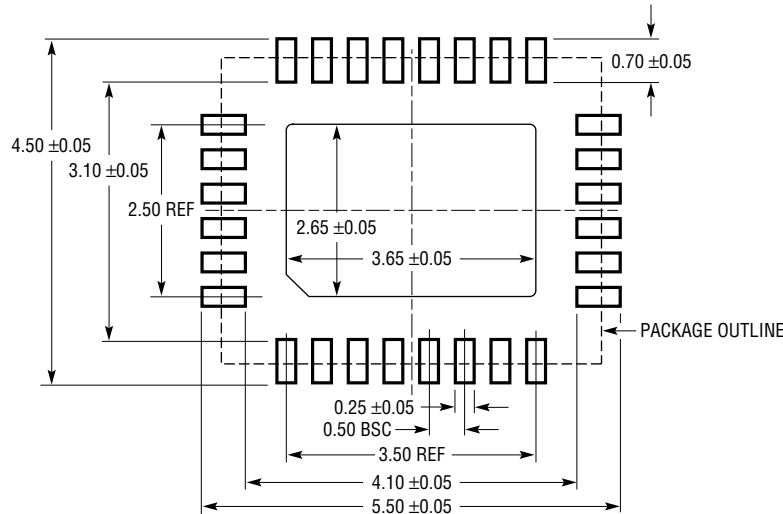 0.70 ±0.05
4.50 ±0.05
3.10 ±0.05
2.50 REF
2.65 ±0.05
3.65 ±0.05
PACKAGE OUTLINE
0.25 ±0.05
0.50 BSC
3.50 REF
4.10 ±0.05
5.50 ±0.05